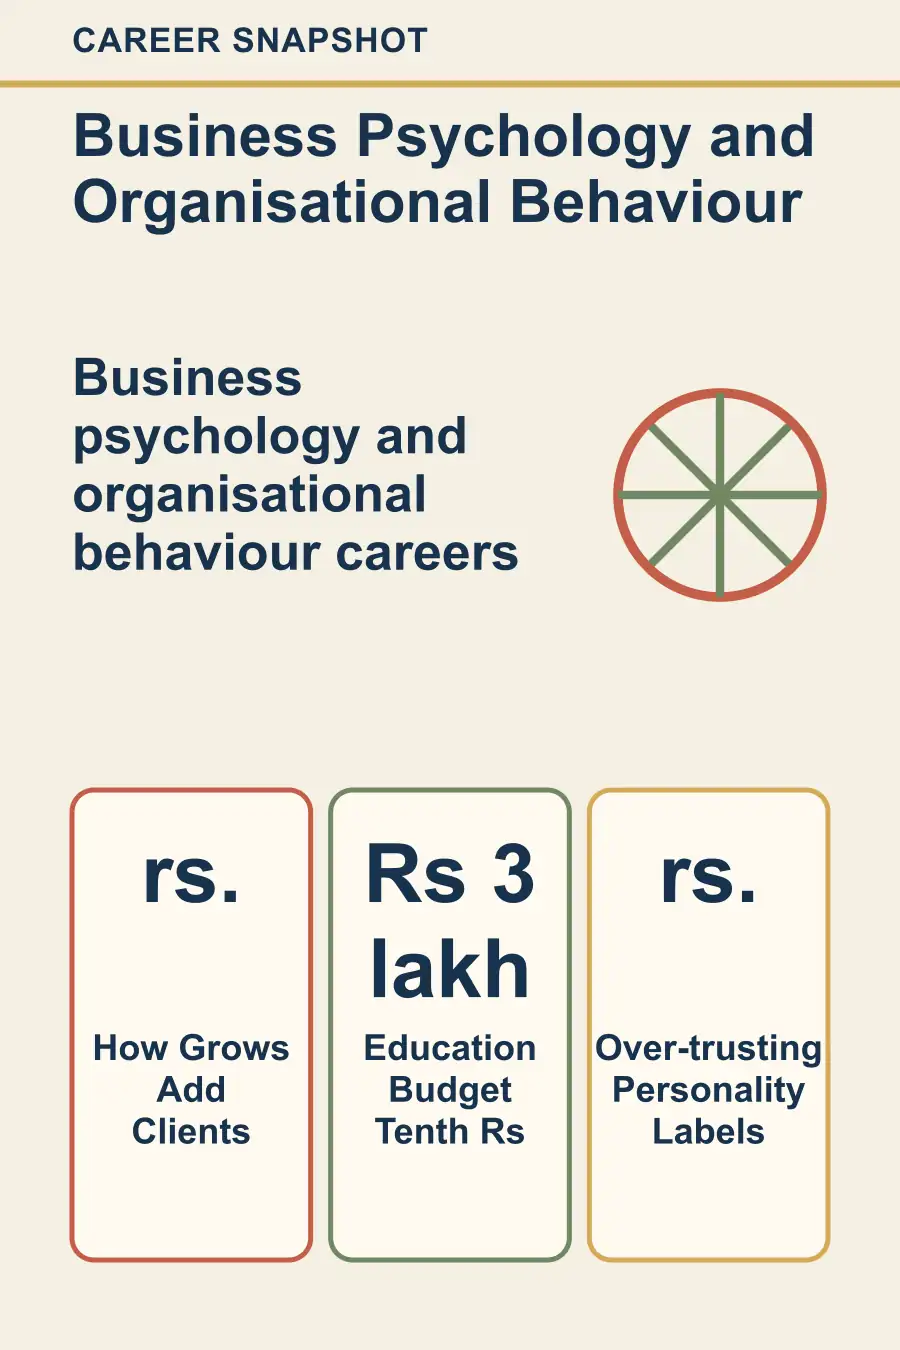 CAREER SNAPSHOT
Business Psychology and
Organisational Behaviour
Business
psychology and
organisational
behaviour careers
rs.
How Grows
Add
Clients
Rs 3
lakh
Education
Budget
Tenth Rs
rs.
Over-trusting
Personality
Labels